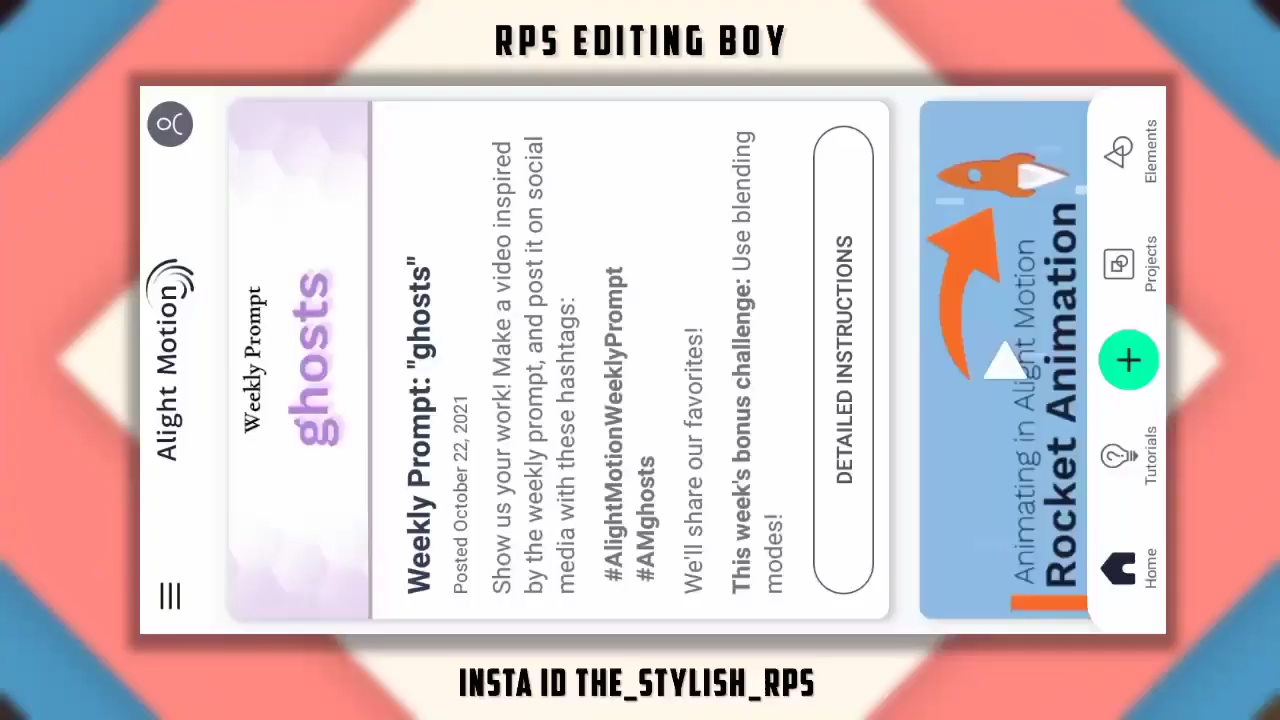 RPS EDITING BOY
Alight Motion
Weekly Prompt
ghosts
Weekly Prompt: "ghosts"
Posted October 22, 2021
Show us your work! Make a video inspired
by the weekly prompt, and post it on social
media with these hashtags:
#AlightMotionWeeklyPrompt
#AMghosts
We'll share our favorites!
This week's bonus challenge: Use blending
modes!
DETAILED INSTRUCTIONS
Animating in Alight Motion
Rocket Animation
Home
Tutorials
Projects
Elements
INSTA ID THE_STYLISH_RPS